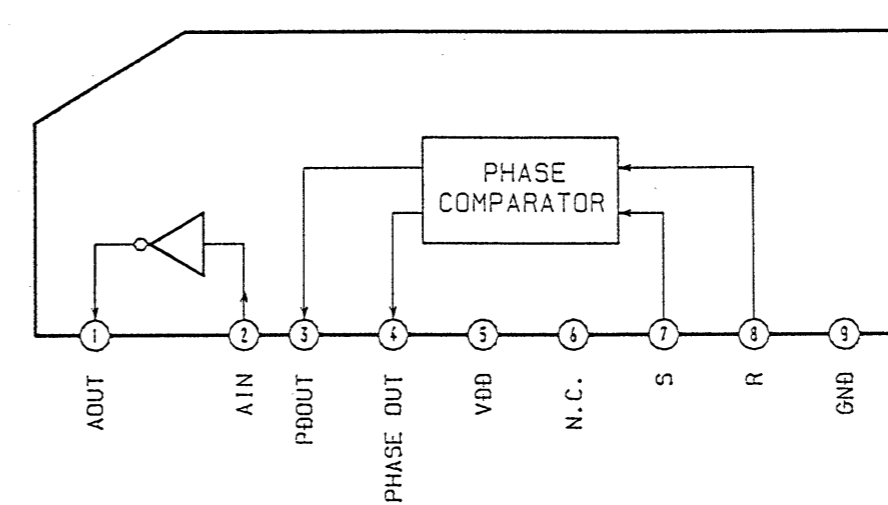 PHASE
COMPARATOR
1 2 3 4 5 6 7 8 9
AOUT
AIN
PDOUT
PHASE OUT
VDD
N.C.
S
R
GND